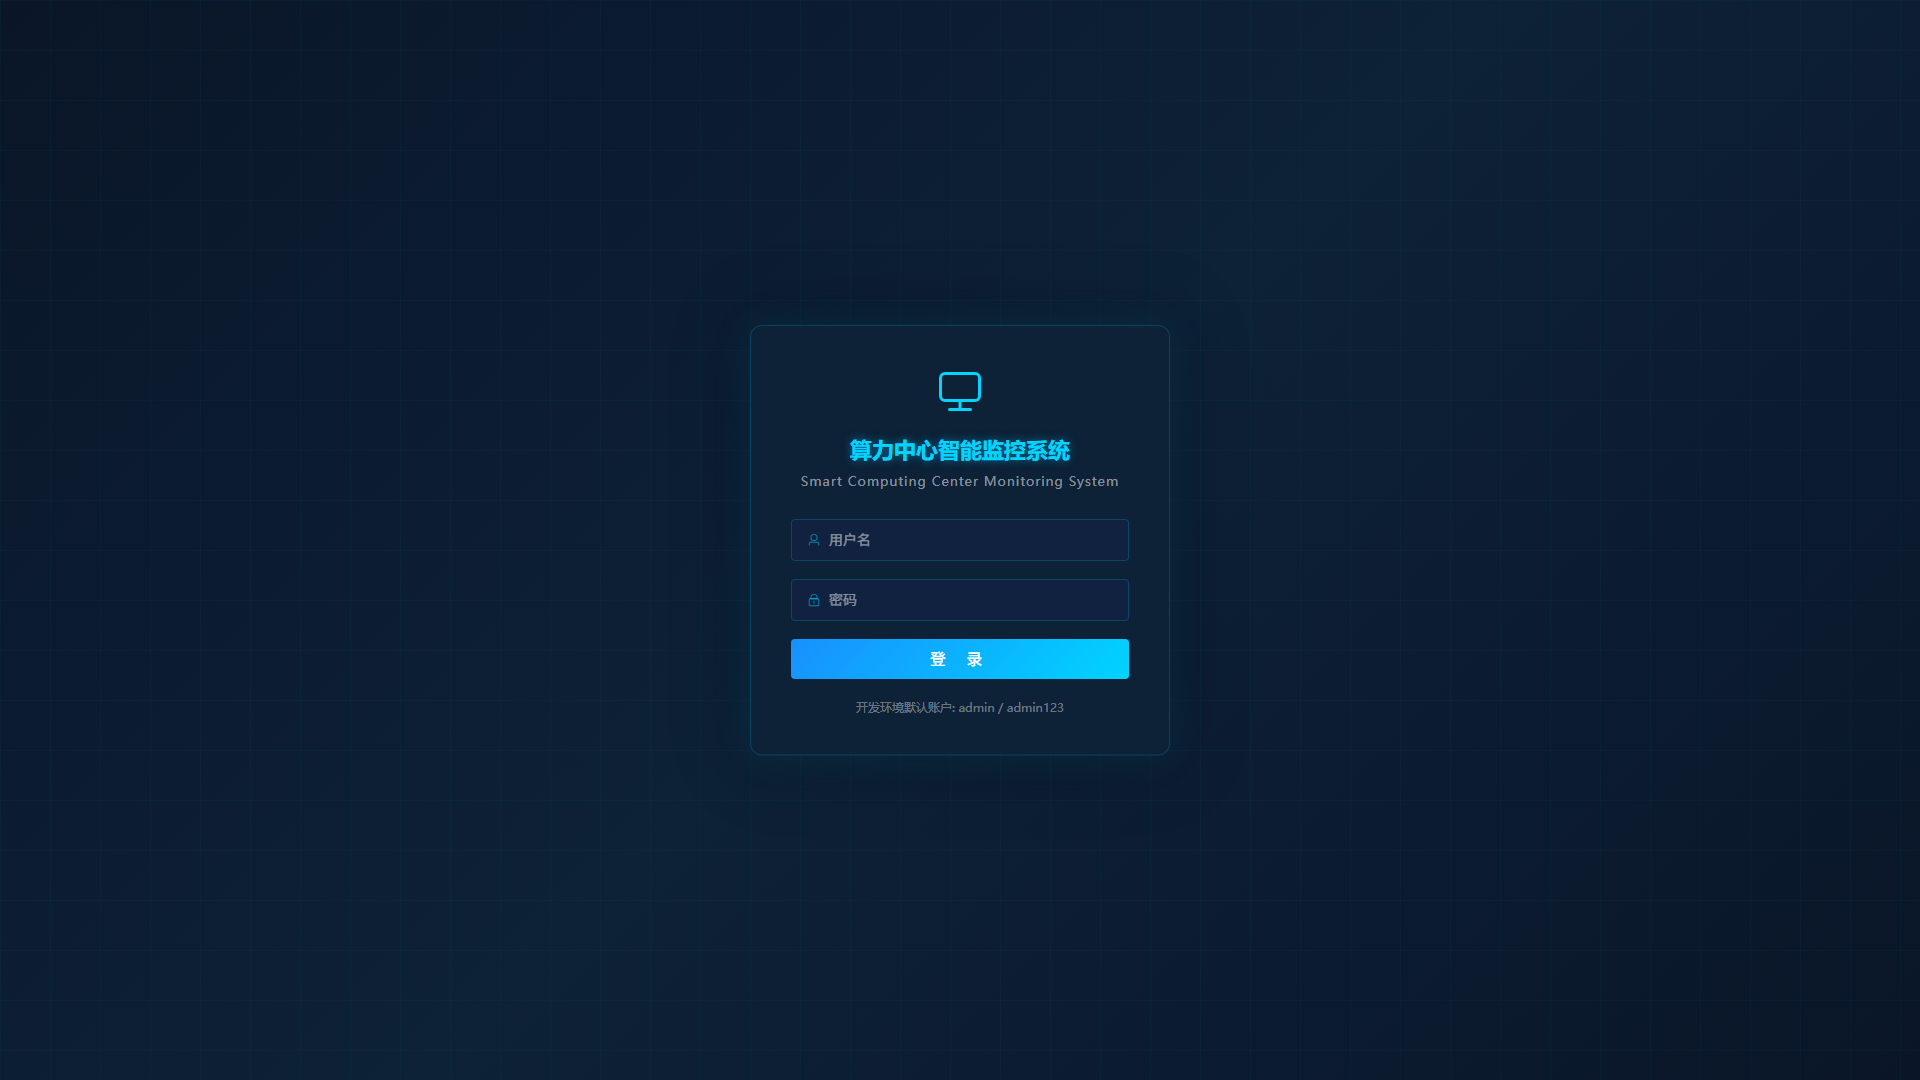 算力中心智能监控系统
Smart Computing Center Monitoring System
用户名
密码
登 录
开发环境默认账户: admin / admin123